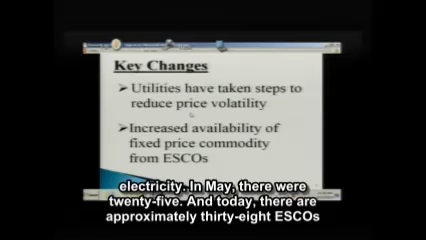 Key Changes
➢Utilities have taken steps to
reduce price volatility
➢Increased availability of
fixed price commodity
from ESCOs
electricity. In May, there were
twenty-five. And today, there are
approximately thirty-eight ESCOs